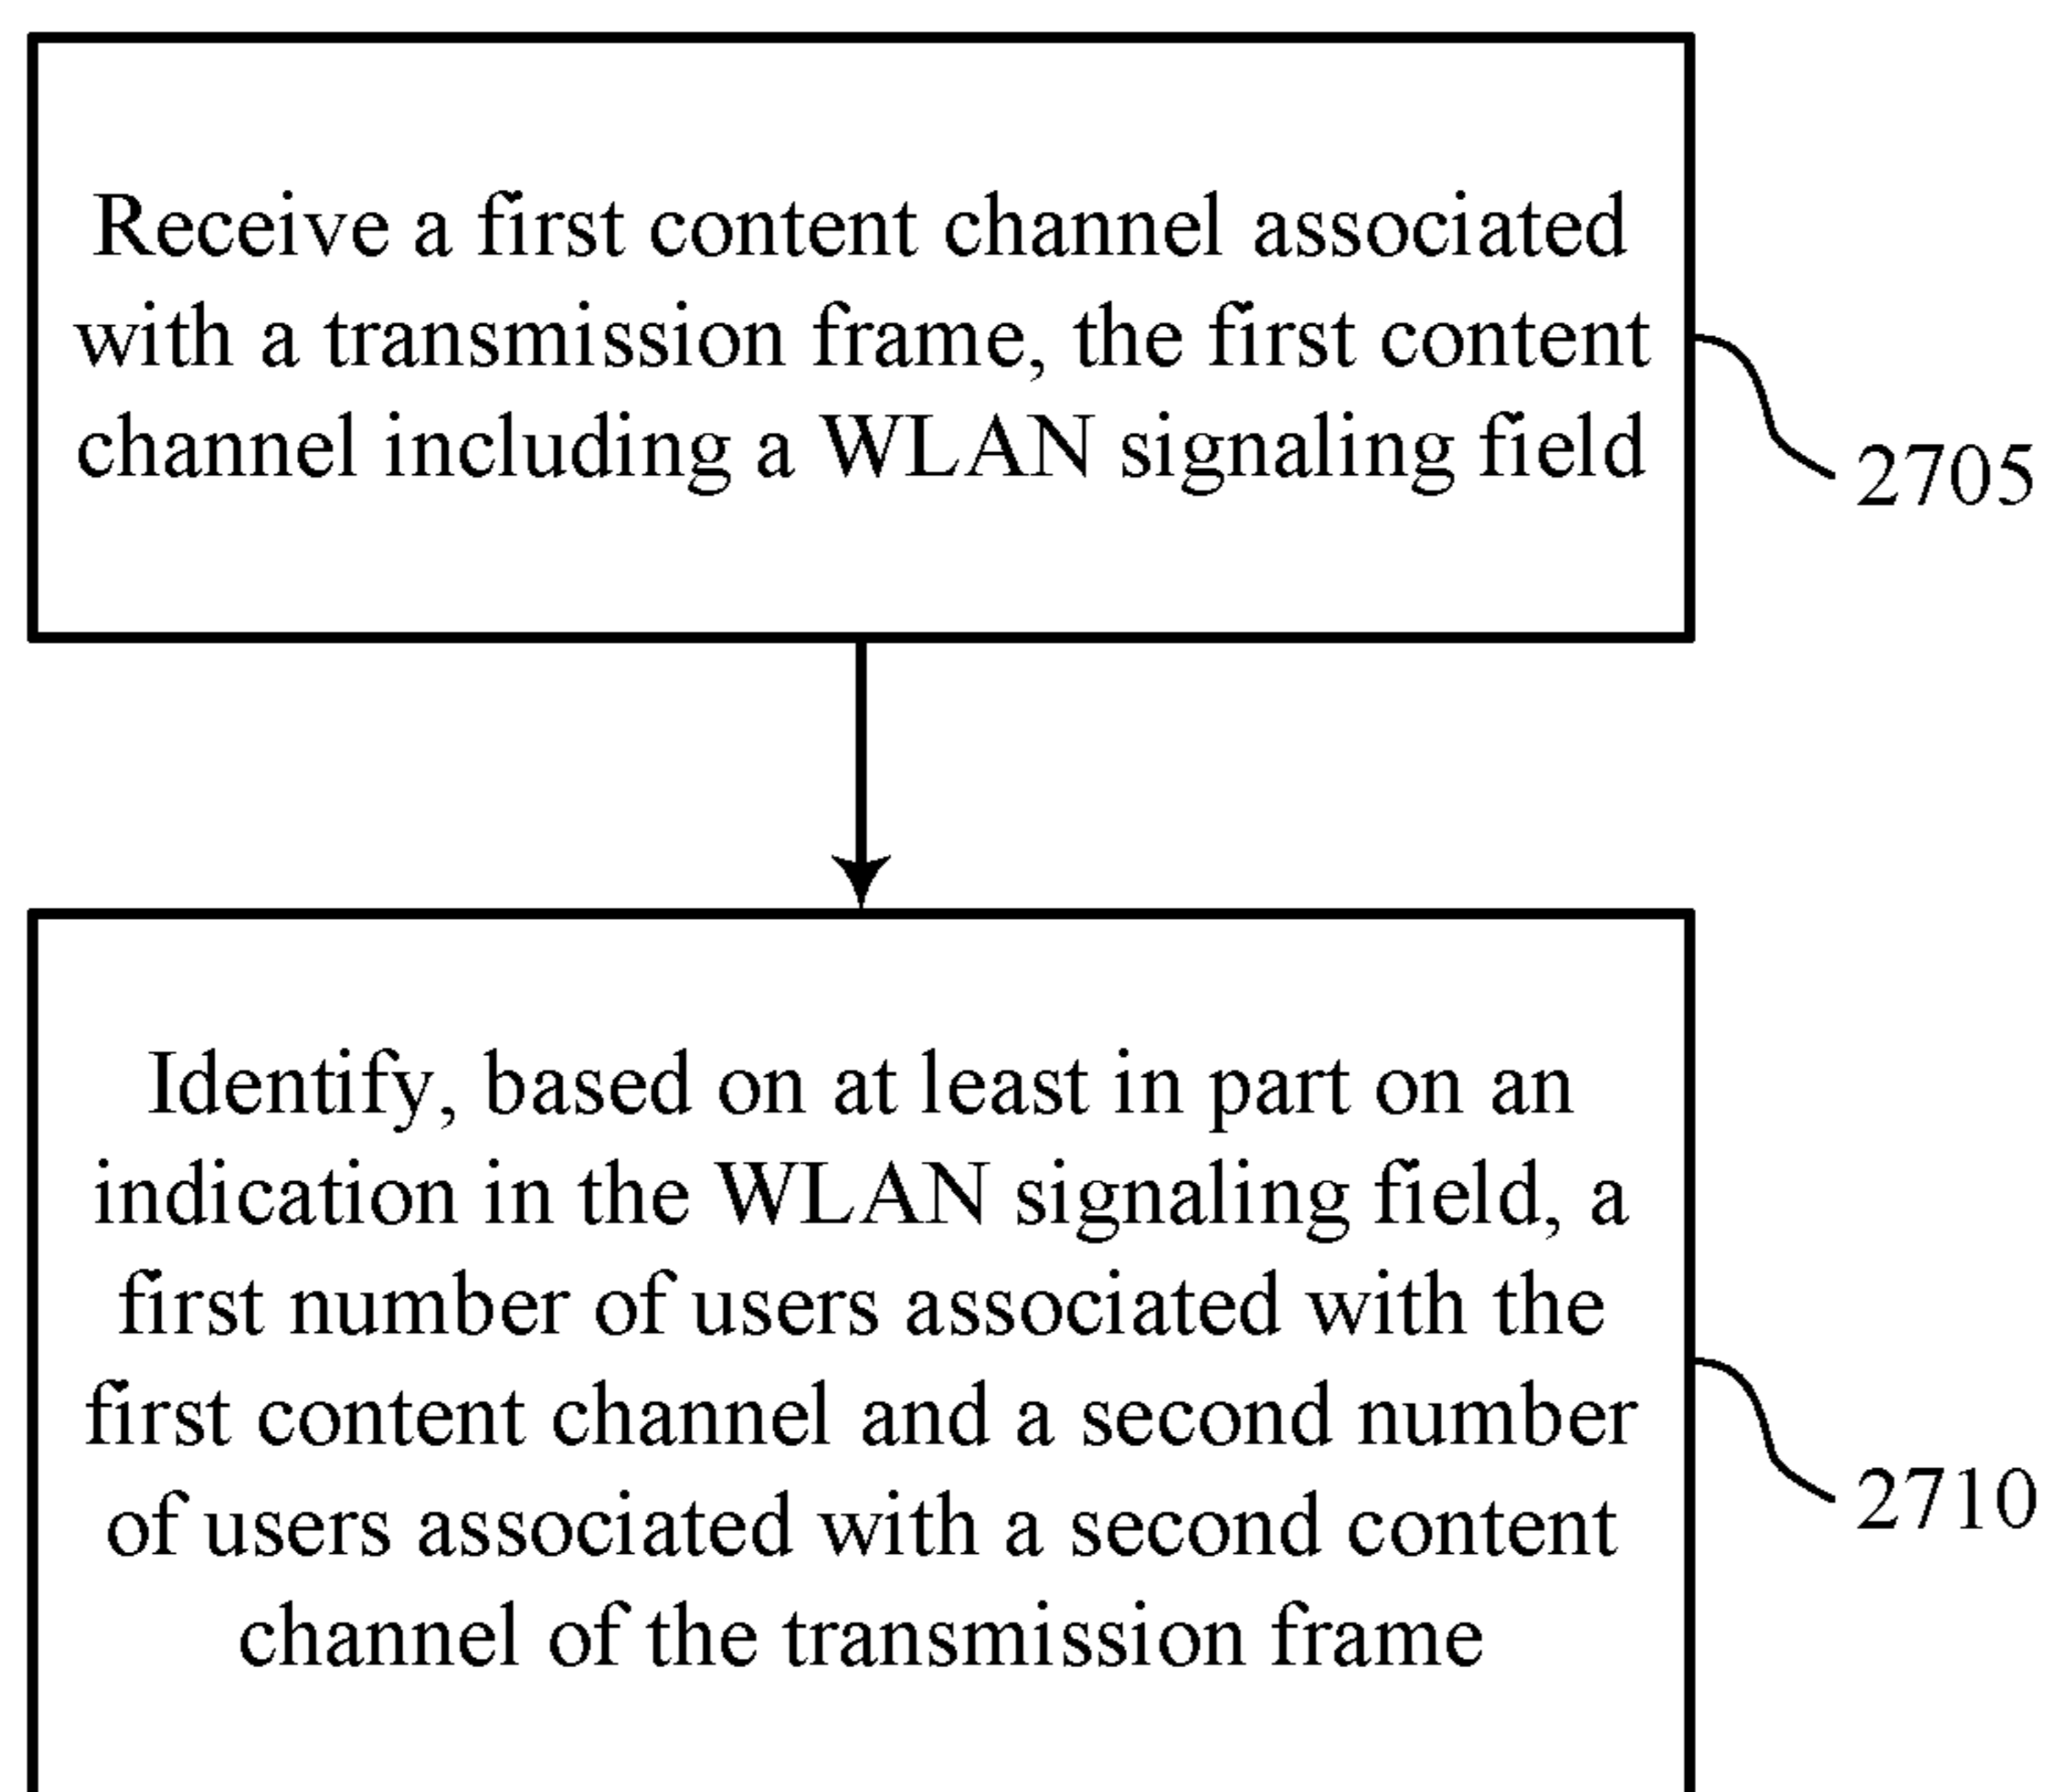 Receive a first content channel associated
with a transmission frame, the first content
channel including a WLAN signaling field
2705
Identify, based on at least in part on an
indication in the WLAN signaling field, a
first number of users associated with the
first content channel and a second number
of users associated with a second content
channel of the transmission frame
2710